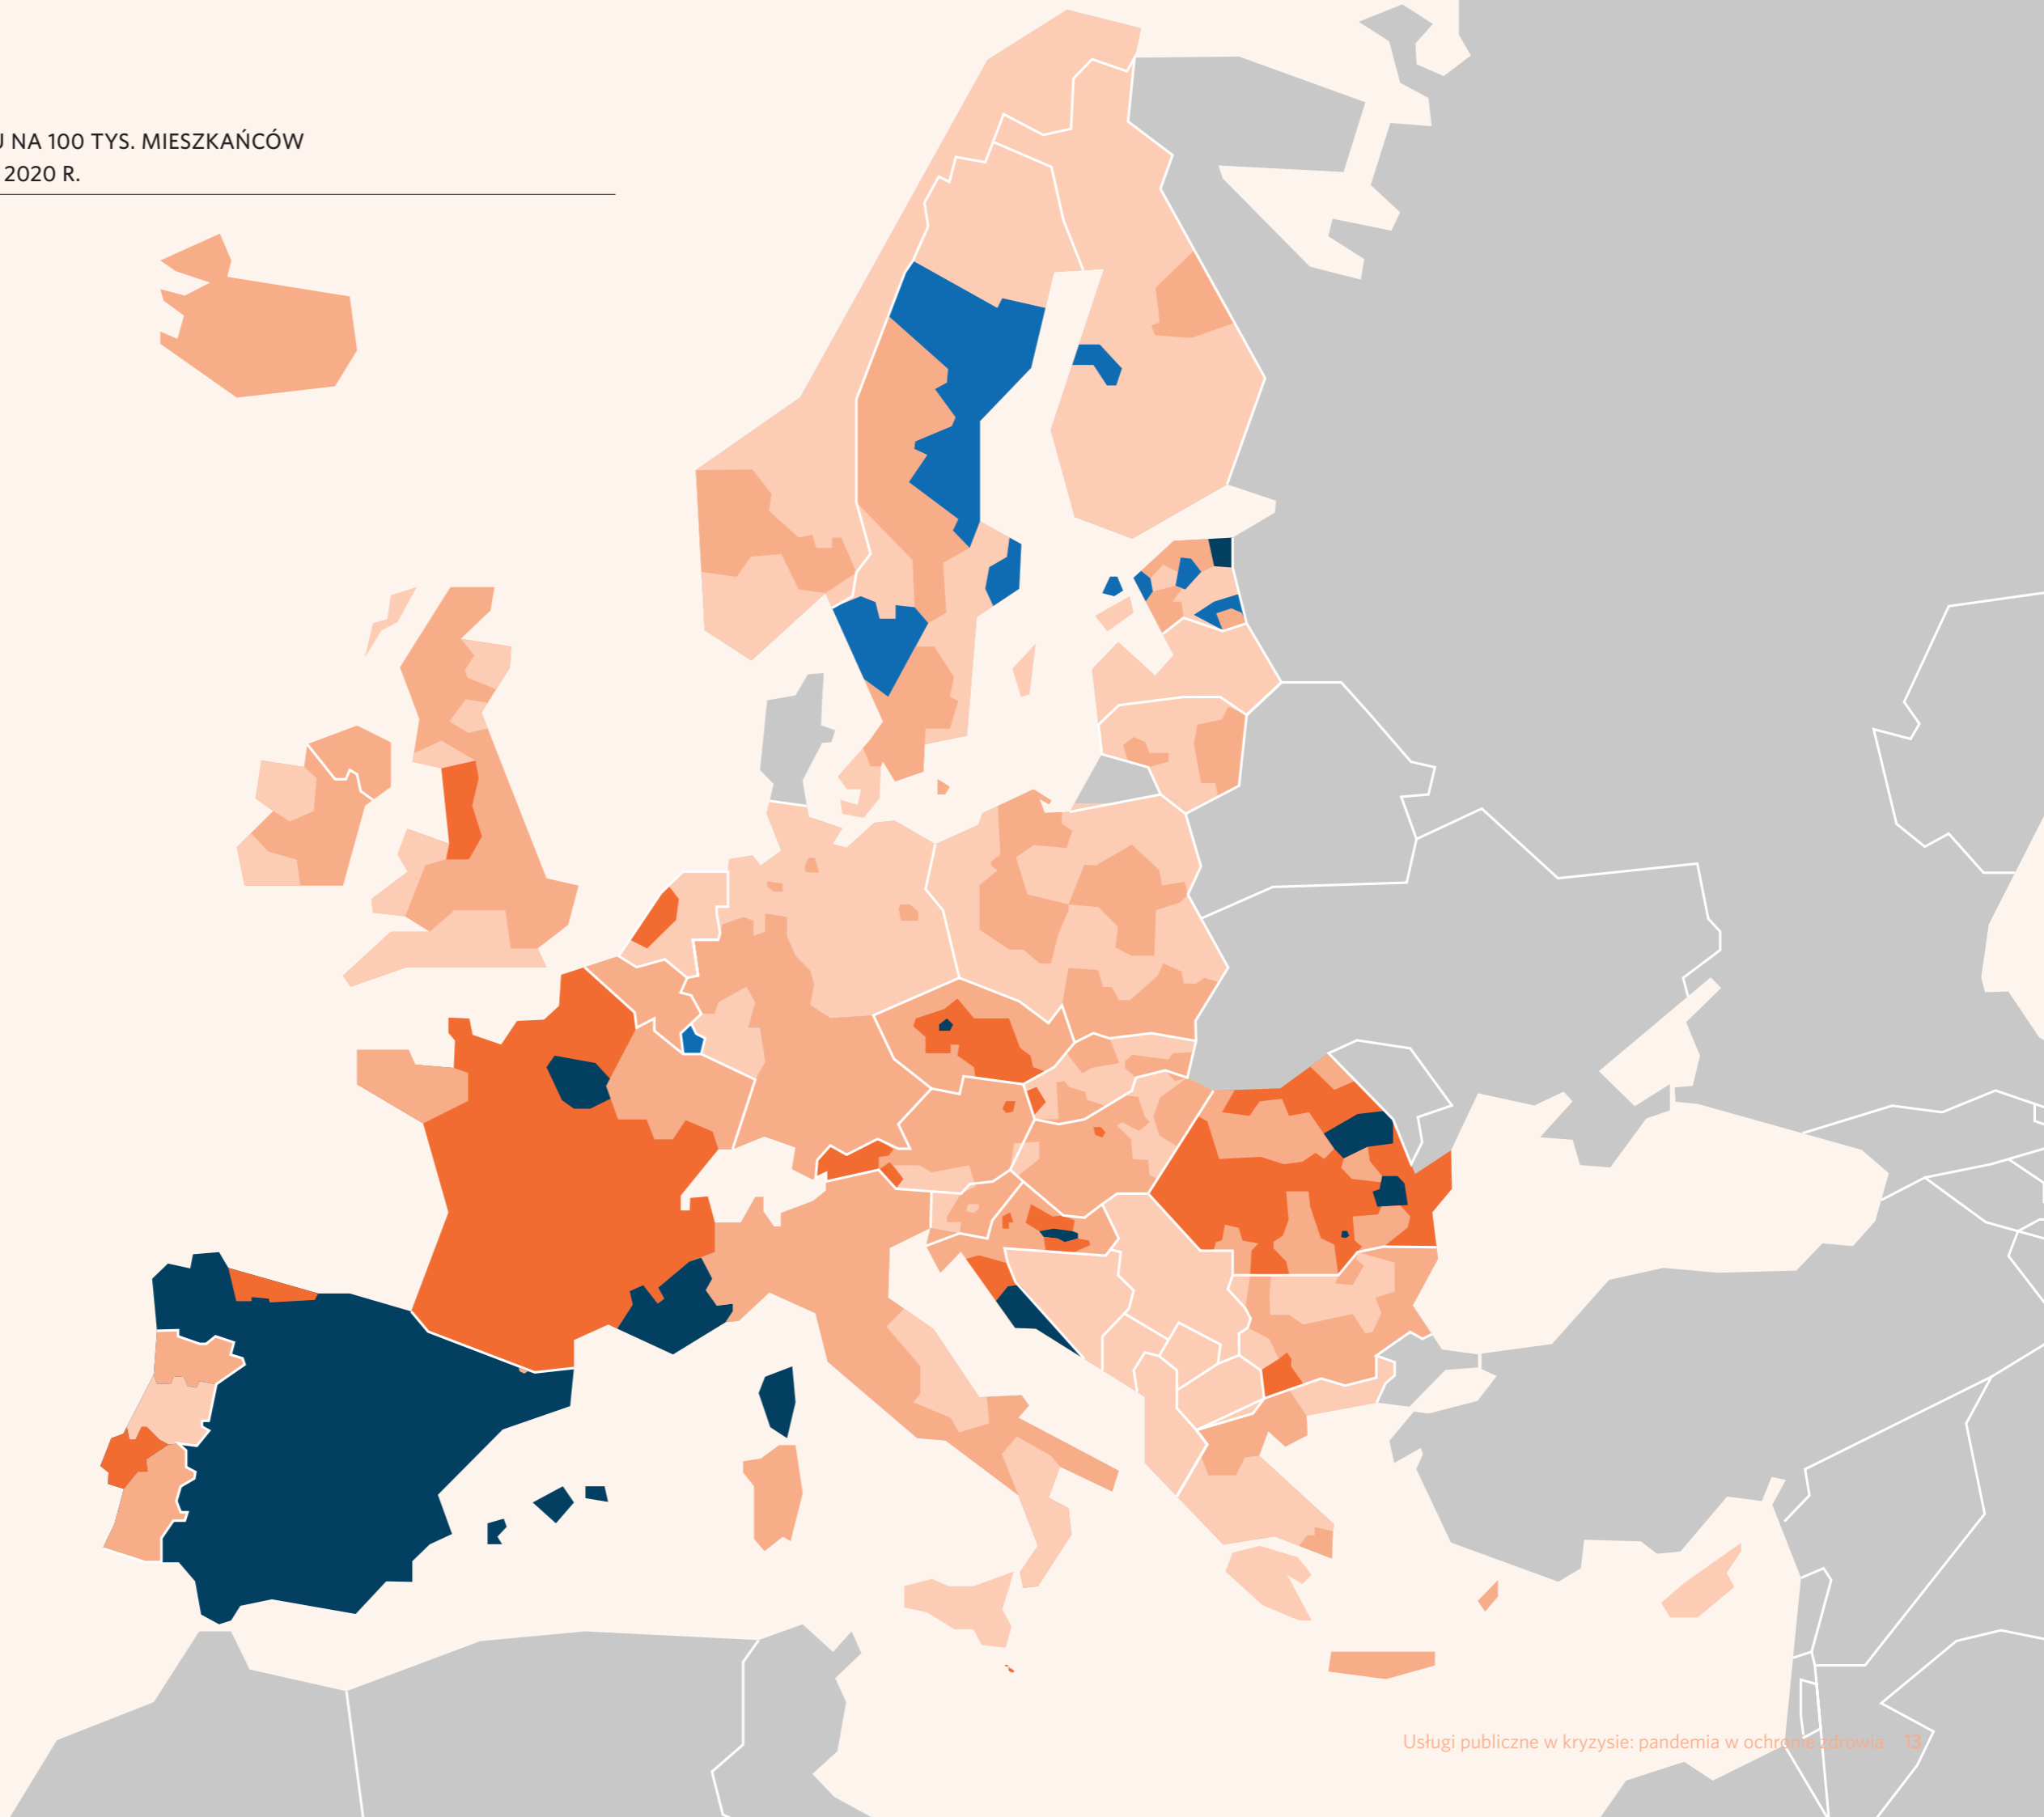 NA 100 TYS. MIESZKAŃCÓW
2020 R.
Usługi publiczne w kryzysie: pandemia w ochronie zdrowia 13